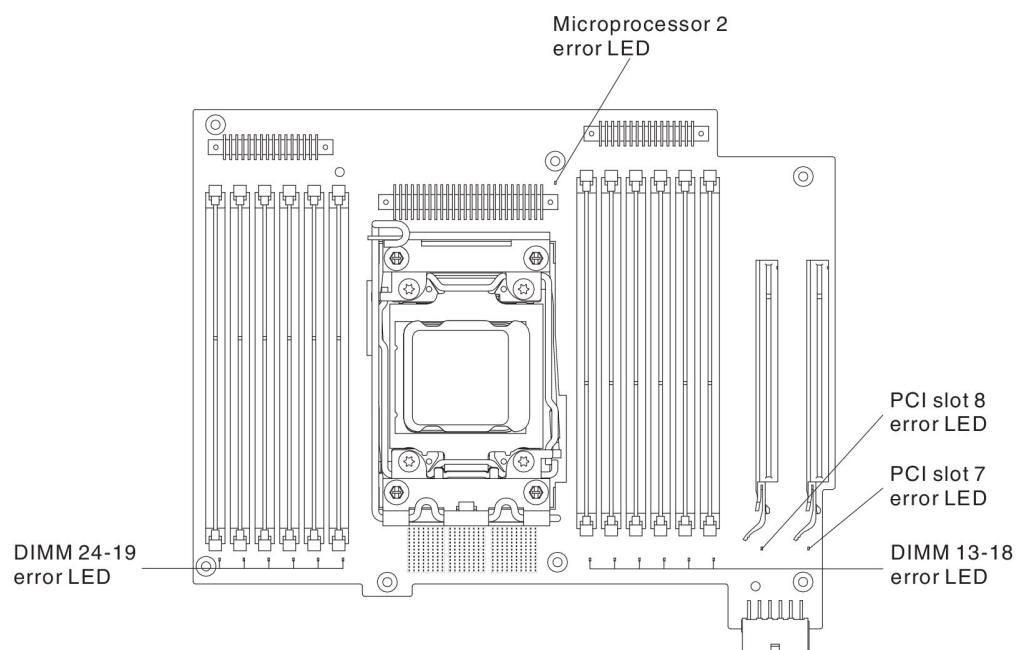 Microprocessor 2
error LED
PCI slot 8
error LED
PCI slot 7
error LED
DIMM 24-19
error LED
DIMM 13-18
error LED